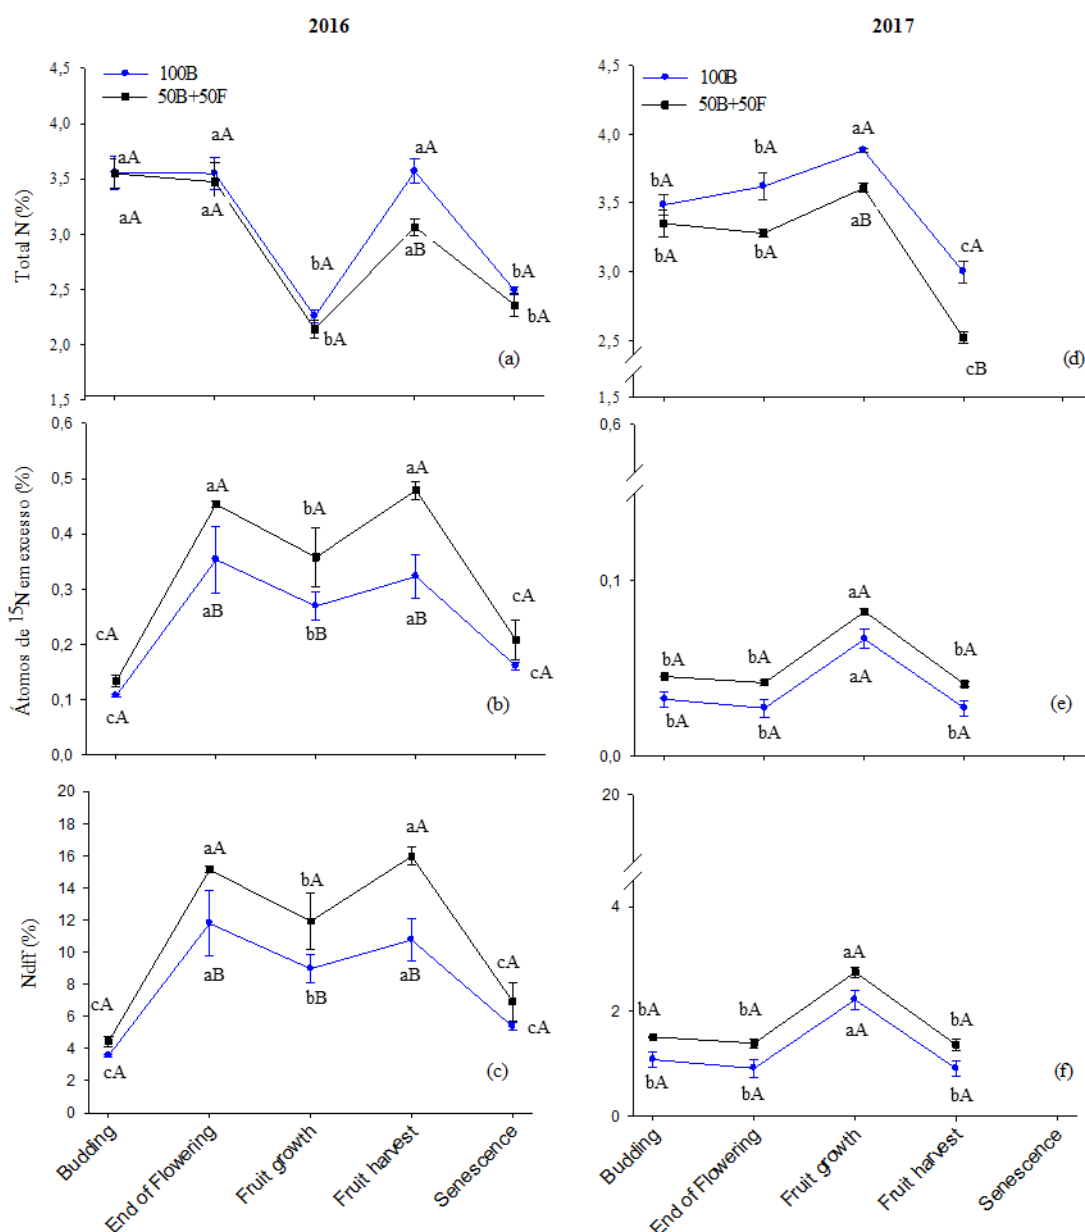 2016
2017
4,5
4,0
3,5
3,0
2,5
2,0
1,5
Total N (%)
100B
50B+50F
aA
aA
aA
aA
bA
bA
aA
aB
bA
bA
(a)
4,5
4,0
3,5
3,0
2,5
1,5
100B
50B+50F
bA
bA
bA
bA
aA
aB
cA
cB
(d)
0,6
0,5
0,4
0,3
0,2
0,1
0,0
Átomos de 15N em excesso (%)
cA
cA
aA
aB
bA
bB
aA
aB
cA
cA
(b)
0,6
0,1
0,0
bA
bA
bA
bA
aA
aA
bA
bA
(e)
20
18
16
14
12
10
8
6
4
2
0
Ndff (%)
cA
cA
aA
aB
bA
bB
aA
aB
cA
cA
(c)
20
4
2
0
bA
bA
bA
bA
aA
aA
bA
bA
(f)
Budding
End of Flowering
Fruit growth
Fruit harvest
Senescence
Budding
End of Flowering
Fruit growth
Fruit harvest
Senescence